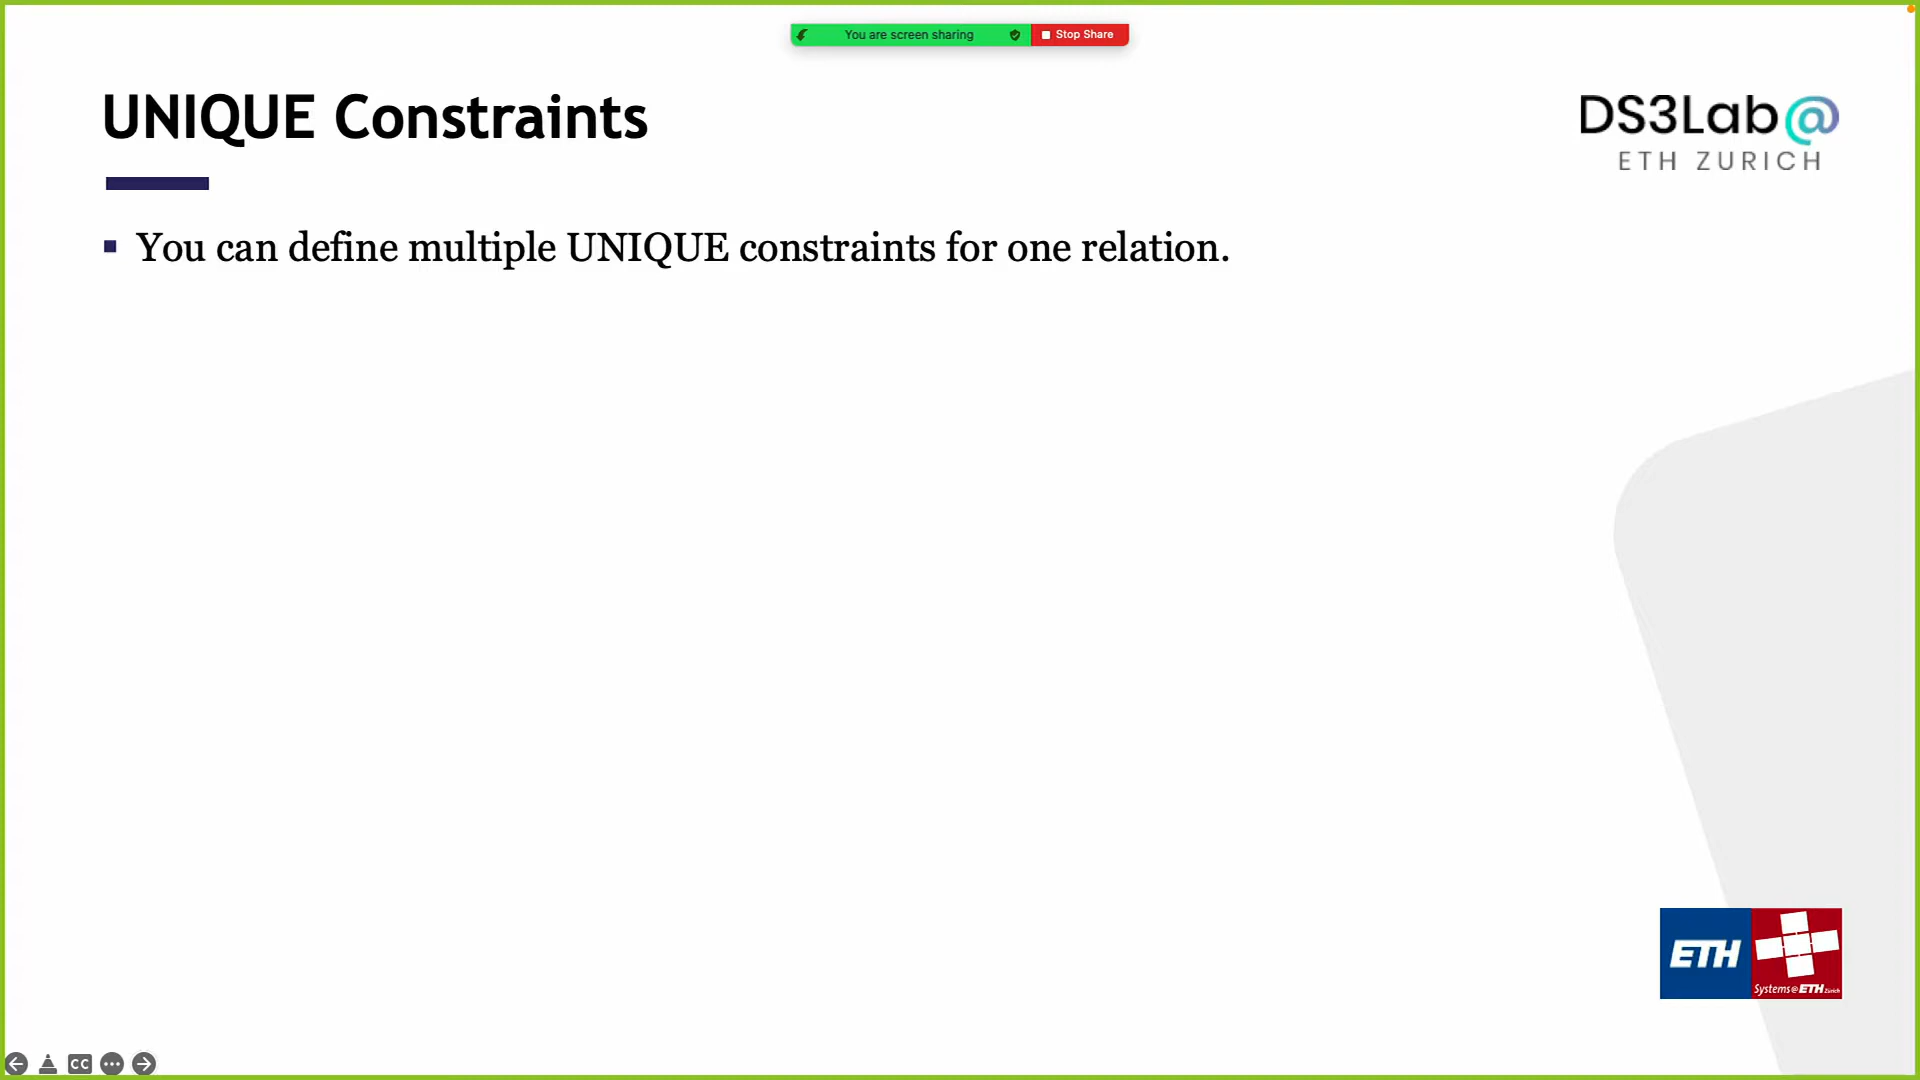 You are screen sharing
Stop Share
UNIQUE Constraints
DS3Lab@
ETH ZURICH
You can define multiple UNIQUE constraints for one relation.
ETH
Systems@ETH Zürich
CC